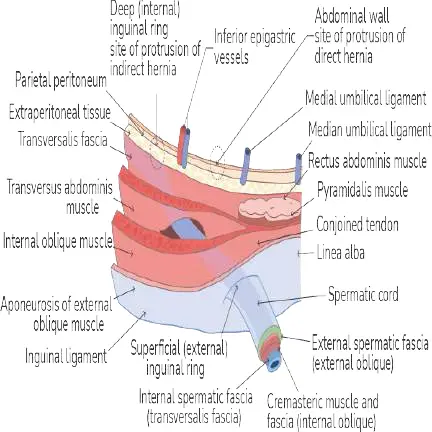 Deep (internal)
inguinal ring
site of protrusion of
indirect hernia
Inferior epigastric
vessels
Abdominal wall
site of protrusion of
direct hernia
Parietal peritoneum
Extraperitoneal tissue
Transversalis fascia
Transversus abdominis
muscle
Internal oblique muscle
Aponeurosis of external
oblique muscle
Inguinal ligament
Medial umbilical ligament
Median umbilical ligament
Rectus abdominis muscle
Pyramidalis muscle
Conjoined tendon
Linea alba
Spermatic cord
Superficial (external)
inguinal ring
External spermatic fascia
(external oblique)
Internal spermatic fascia
(transversalis fascia)
Cremasteric muscle and
fascia (internal oblique)